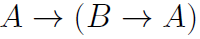 A → (B → A)